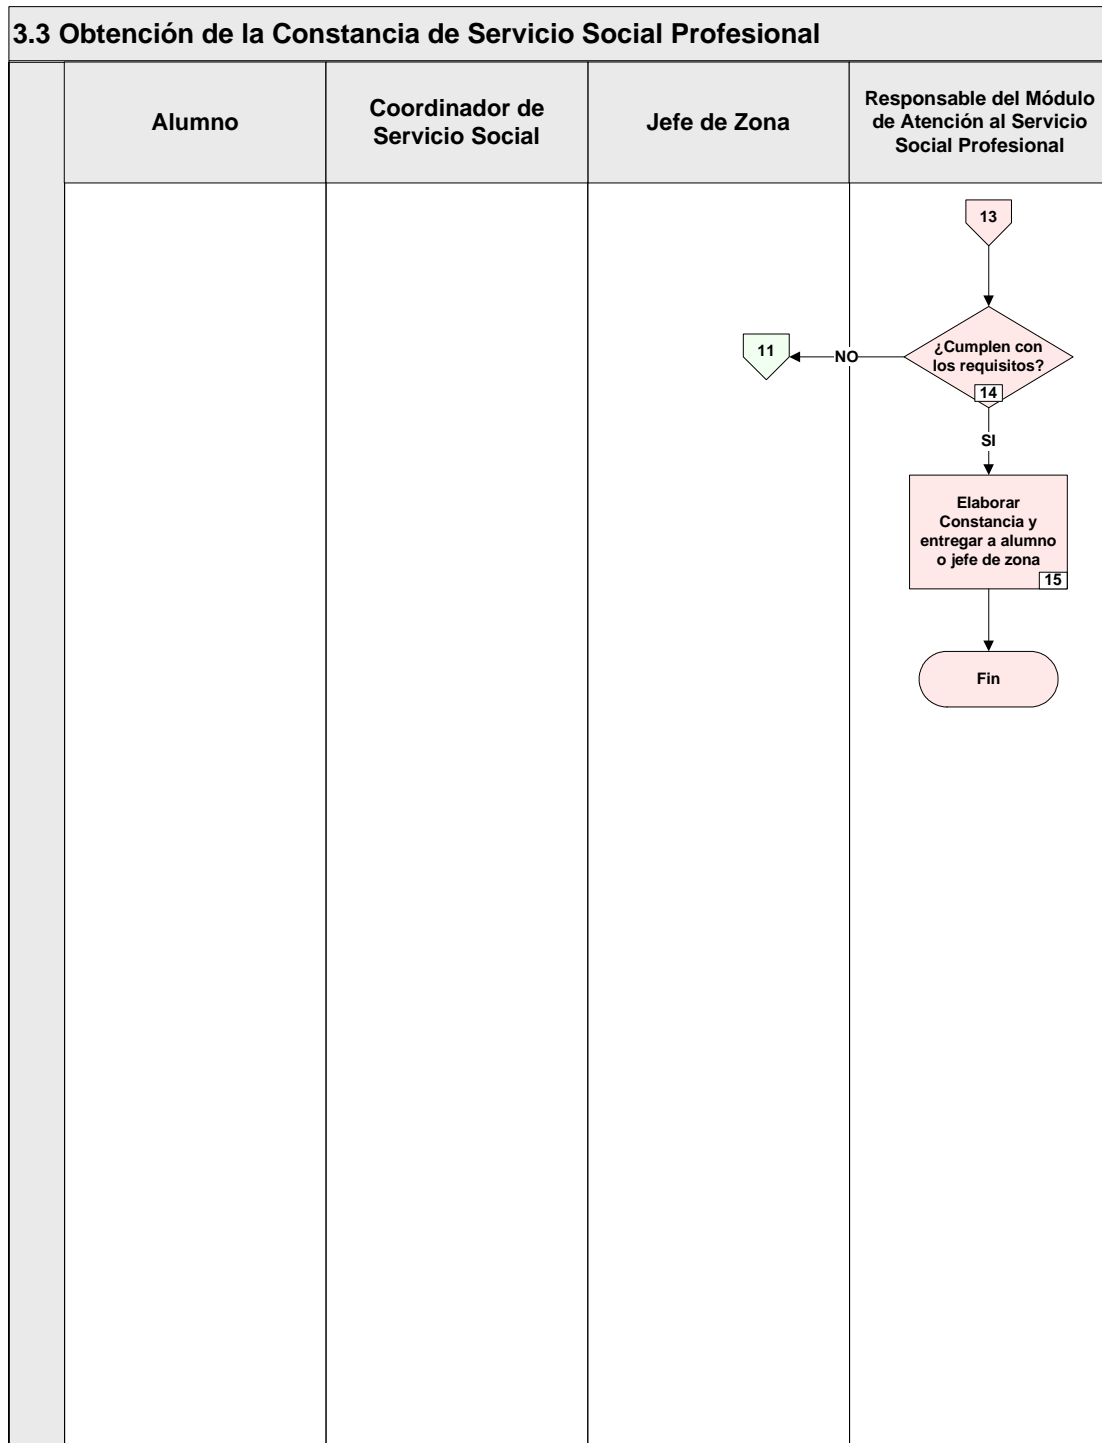 3.3 Obtención de la Constancia de Servicio Social Profesional
Alumno
Coordinador de
Servicio Social
Jefe de Zona
Responsable del Módulo
de Atención al Servicio
Social Profesional
13
¿Cumplen con
los requisitos?
14
NO
11
SI
Elaborar
Constancia y
entregar a alumno
o jefe de zona
15
Fin